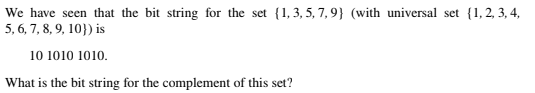 We have seen that the bit string for the set {1, 3, 5, 7, 9} (with universal set {1, 2, 3, 4,
5, 6, 7, 8, 9, 10}) is
10 1010 1010.
What is the bit string for the complement of this set?